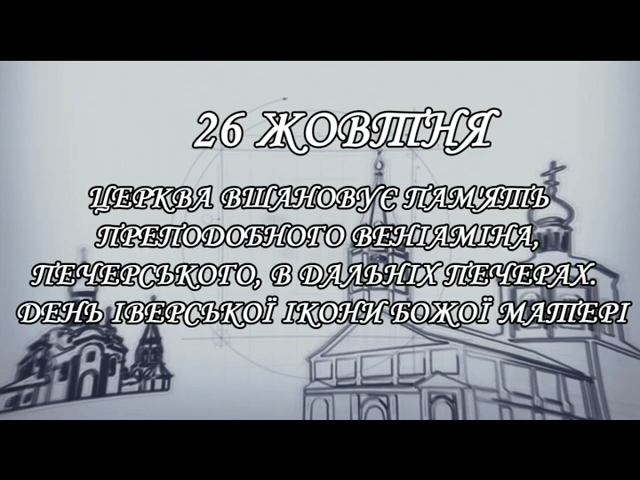 26 ЖОВТНЯ
ЦЕРКВА ВШАНОВУЄ ПАМ'ЯТЬ
ПРЕПОДОБНОГО ВЕНІАМІНА,
ПЕЧЕРСЬКОГО, В ДАЛЬНІХ ПЕЧЕРАХ.
ДЕНЬ ІВЕРСЬКОЇ ІКОНИ БОЖОЇ МАТЕРІ